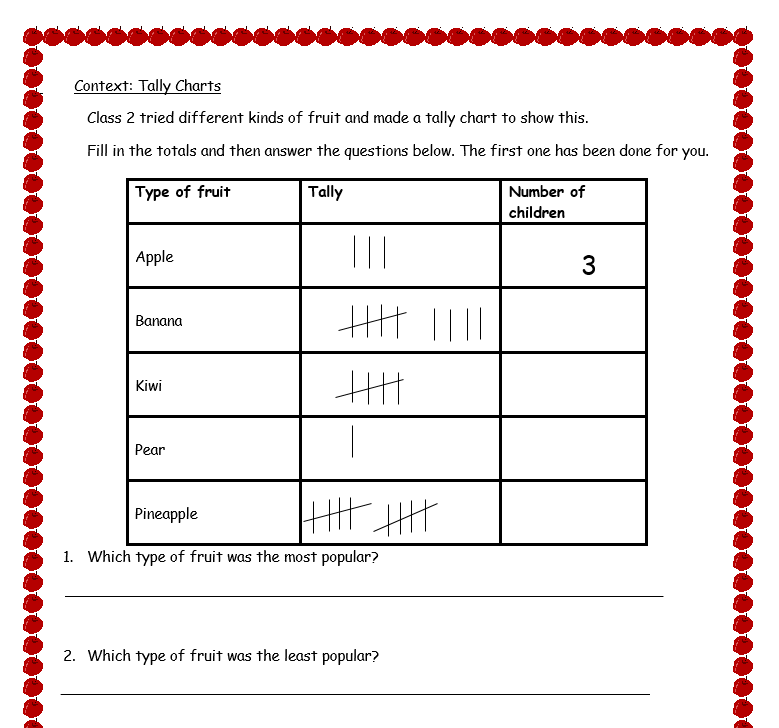 Context: Tally Charts
Class 2 tried different kinds of fruit and made a tally chart to show this.
Fill in the totals and then answer the questions below. The first one has been done for you.
Type of fruit Tally Number of
children
Apple 3
Banana
Kiwi
Pear
Pineapple
1. Which type of fruit was the most popular?
2. Which type of fruit was the least popular?